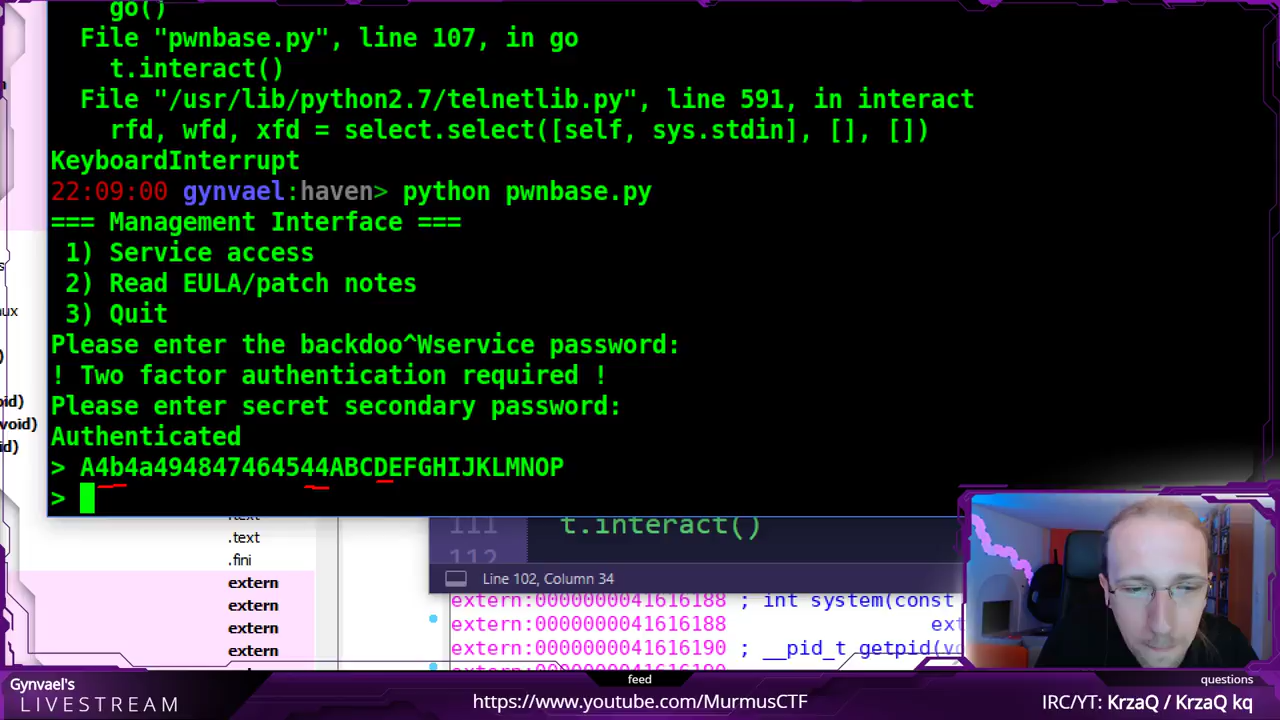 go()
File "pwnbase.py", line 107, in go
t.interact()
File "/usr/lib/python2.7/telnetlib.py", line 591, in interact
rfd, wfd, xfd = select.select([self, sys.stdin], [], [])
KeyboardInterrupt
22:09:00 gynvael:haven> python pwnbase.py
=== Management Interface ===
1) Service access
2) Read EULA/patch notes
3) Quit
Please enter the backdoo^Wservice password:
! Two factor authentication required !
Please enter secret secondary password:
Authenticated
> A4b4a494847464544ABCDEFGHIJKLMNOP
>
void)
.text
.fini
extern
extern
extern
extern
111 t.interact()
112
Line 102, Column 34
extern:0000000041616188 ; int system(const
extern:0000000041616188 ext
extern:0000000041616190 ; __pid_t getpid(vo
Gynvael's
LIVESTREAM
feed
https://www.youtube.com/MurmusCTF
questions
IRC/YT: KrzaQ / KrzaQ kq